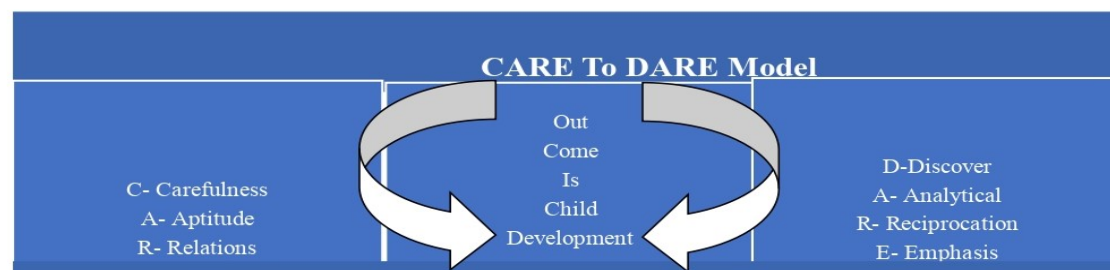 CARE To DARE Model
C- Carefulness
A- Aptitude
R- Relations
Out
Come
Is
Child
Development
D-Discover
A- Analytical
R- Reciprocation
E- Emphasis